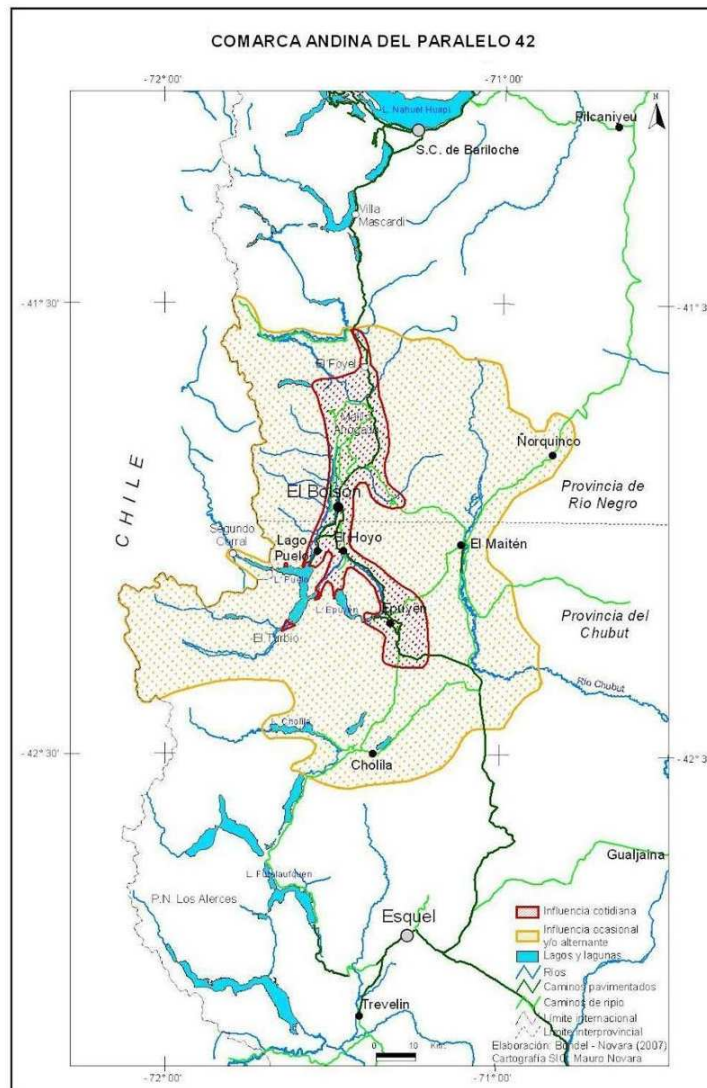 COMARCA ANDINA DEL PARALELO 42
-72° 00'
-71° 00'
N
L. Nahuel Huapi
Pilcaniyeu
S.C. de Bariloche
Villa
Mascardi
-41° 30'
-41° 30'
El Foyel
Mallín
Ahogado
Ñorquinco
CHILE
El Bolsón
Provincia de
Río Negro
Segundo
Corral
Lago
Puelo
El Hoyo
El Maitén
L. Puelo
L. Epuyén
Epuyén
Provincia del
Chubut
El Turbio
Río Chubut
L. Cholila
-42° 30'
-42° 30'
Cholila
Gualjaina
L. Futalaufquen
P.N. Los Alerces
Esquel
Trevelin
Influencia cotidiana
Influencia ocasional
y/o alternante
Lagos y lagunas
Ríos
Caminos pavimentados
Caminos de ripio
Límite internacional
Límite interprovincial
Elaboración: Bondel - Novara (2007)
Cartografía SIG: Mauro Novara
0 10 Km.
-72° 00'
-71° 00'